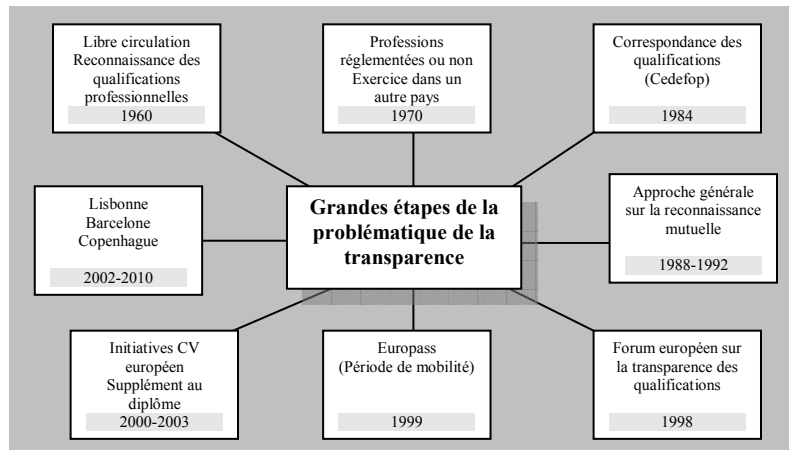 Libre circulation
Reconnaissance des
qualifications
professionnelles
1960
Professions
réglementées ou non
Exercice dans un
autre pays
1970
Correspondance des
qualifications
(Cedefop)
1984
Lisbonne
Barcelone
Copenhague
2002-2010
Grandes étapes de la
problématique de la
transparence
Approche générale
sur la reconnaissance
mutuelle
1988-1992
Initiatives CV
européen
Supplément au
diplôme
2000-2003
Europass
(Période de mobilité)
1999
Forum européen sur
la transparence des
qualifications
1998